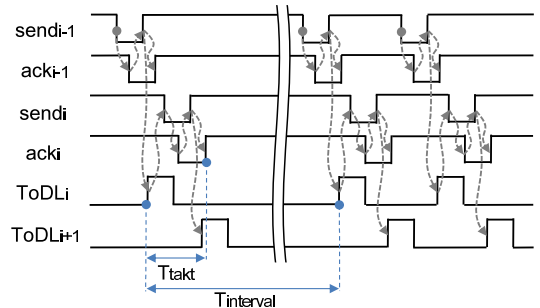 sendi-1
acki-1
sendi
acki
ToDLi
ToDLi+1
Ttakt
Tinterval